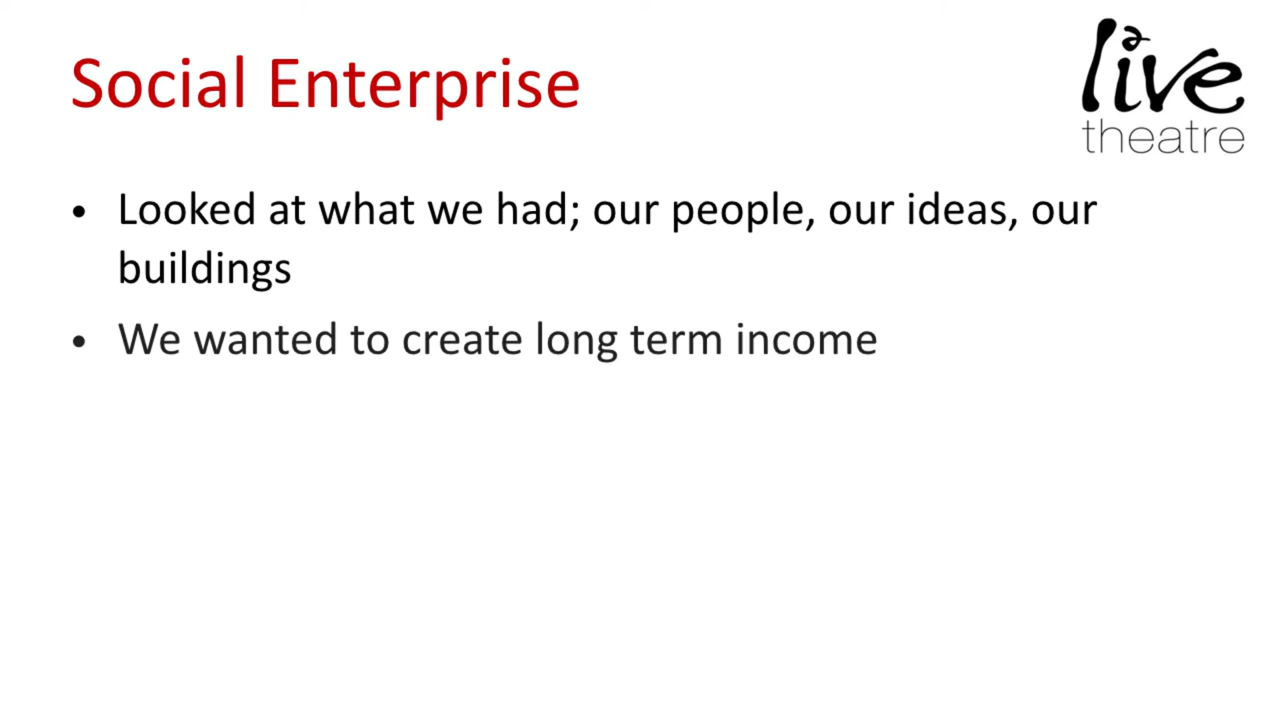 Social Enterprise
live
theatre
• Looked at what we had; our people, our ideas, our
buildings
• We wanted to create long term income